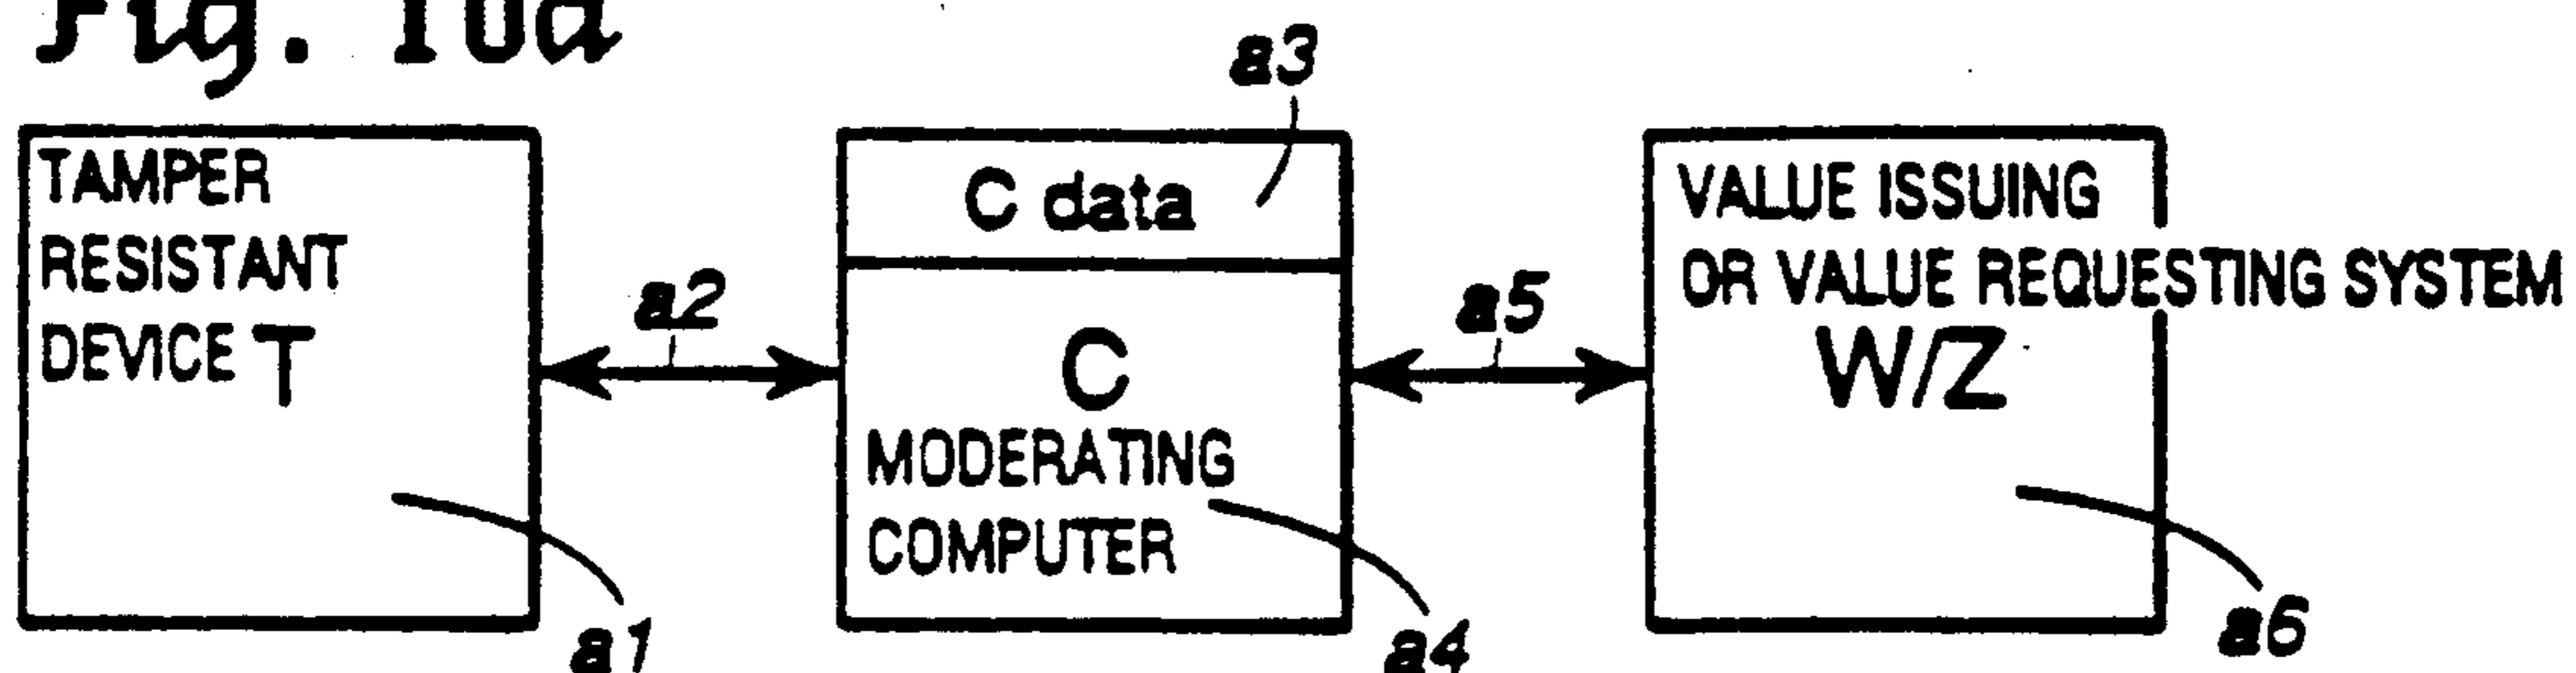 Fig. 10a
a3
TAMPER
RESISTANT
DEVICE T
a2
C data
C
MODERATING
COMPUTER
a5
VALUE ISSUING
OR VALUE REQUESTING SYSTEM
W/Z
a1
a4
a6